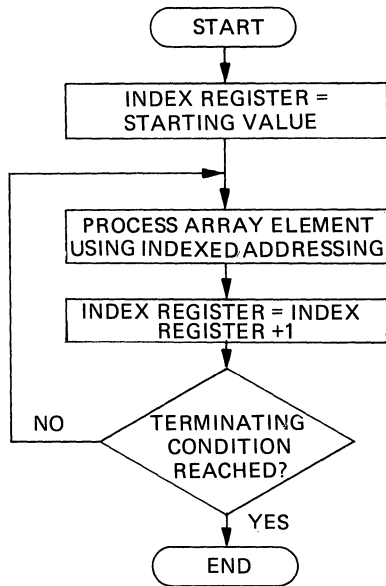 START
INDEX REGISTER =
STARTING VALUE
PROCESS ARRAY ELEMENT
USING INDEXED ADDRESSING
INDEX REGISTER = INDEX
REGISTER +1
NO
TERMINATING
CONDITION
REACHED?
YES
END